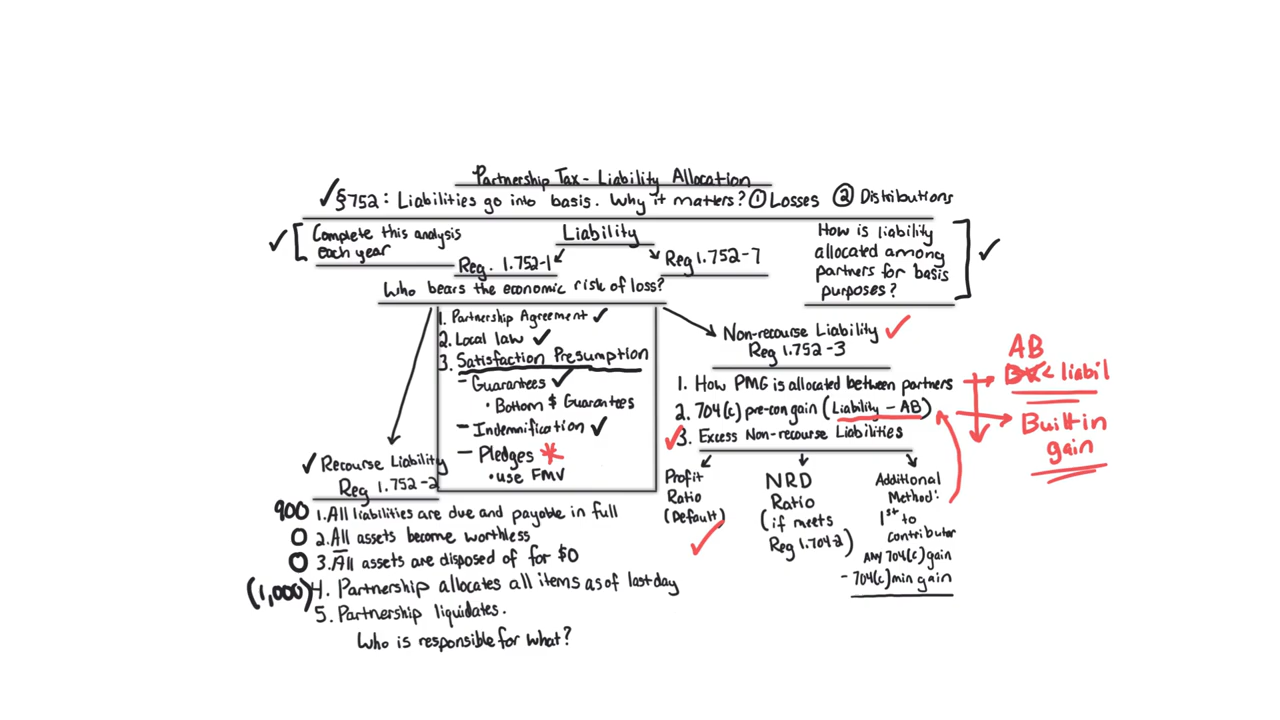 Partnership Tax - Liability Allocation
§752: Liabilities go into basis. Why it matters? ① Losses ② Distributions
Complete this analysis
each year
Liability
Reg. 1.752-1
Reg 1.752-7
How is liability
allocated among
partners for basis
purposes?
Who bears the economic risk of loss?
1. Partnership Agreement
2. Local law
3. Satisfaction Presumption
- Guarantees
• Bottom $ Guarantees
- Indemnification
- Pledges *
• use FMV
Non-recourse Liability
Reg 1.752-3
1. How PMG is allocated between partners
2. 704(c) pre-con gain (Liability - AB)
3. Excess Non-recourse Liabilities
AB
< liabil
Built-in
gain
Profit
Ratio
(Default)
NRD
Ratio
(if meets
Reg 1.704-2)
Additional
Method:
1st to
contributor
Any 704(c) gain
- 704(c) min gain
Recourse Liability
Reg 1.752-2
900 1. All liabilities are due and payable in full
0 2. All assets become worthless
0 3. All assets are disposed of for $0
(1,000) 4. Partnership allocates all items as of last day
5. Partnership liquidates.
Who is responsible for what?